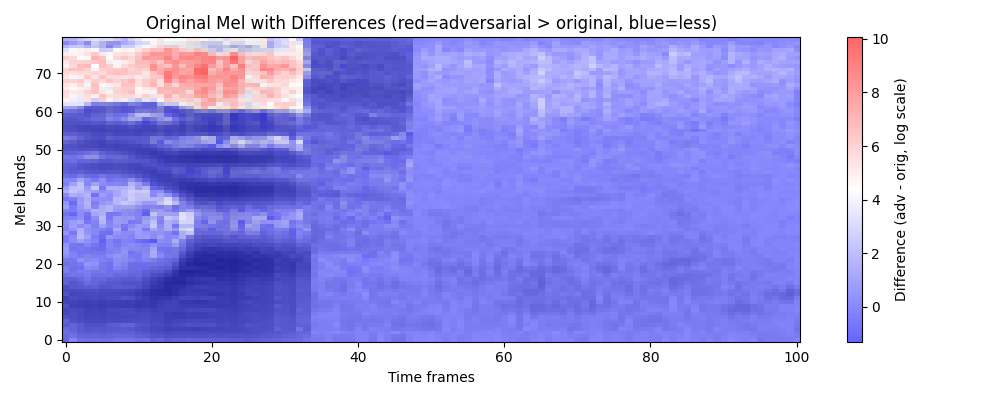 Original Mel with Differences (red=adversarial > original, blue=less)
Mel bands
70
60
50
40
30
20
10
0
0 20 40 60 80 100
Time frames
10
8
6
4
2
0
Difference (adv - orig, log scale)